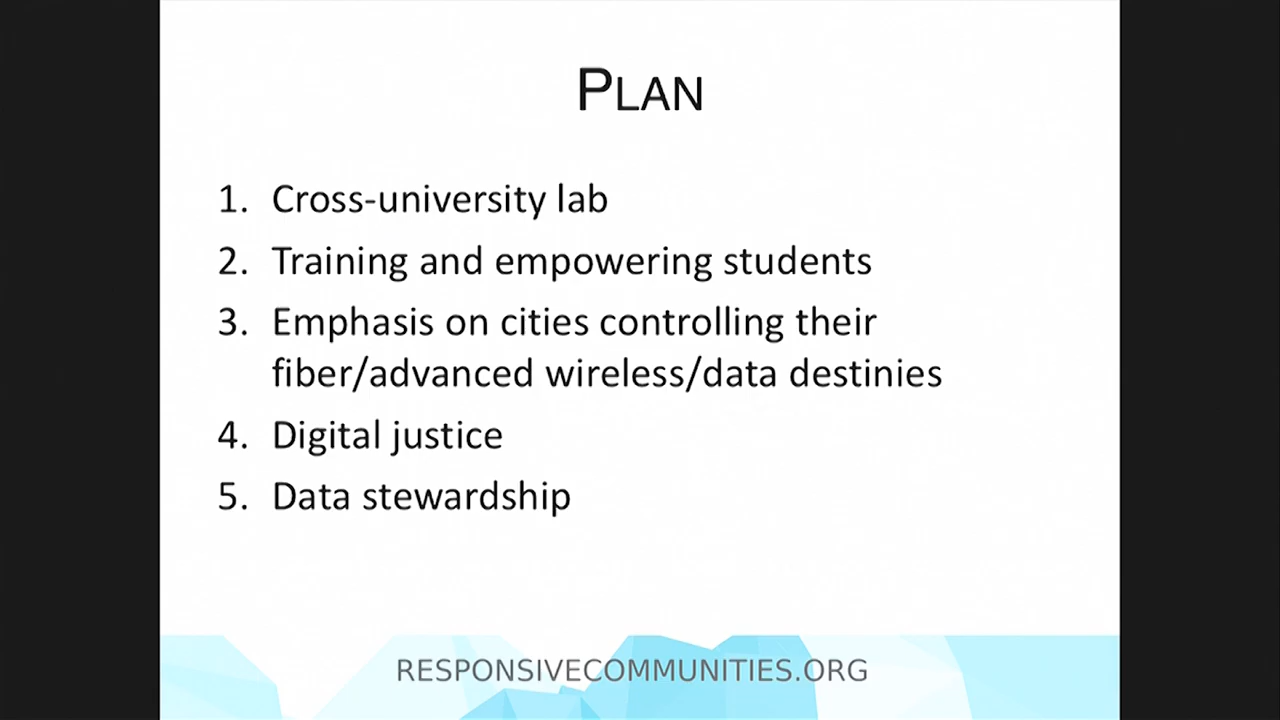 PLAN
1. Cross-university lab
2. Training and empowering students
3. Emphasis on cities controlling their
fiber/advanced wireless/data destinies
4. Digital justice
5. Data stewardship
RESPONSIVECOMMUNITIES.ORG